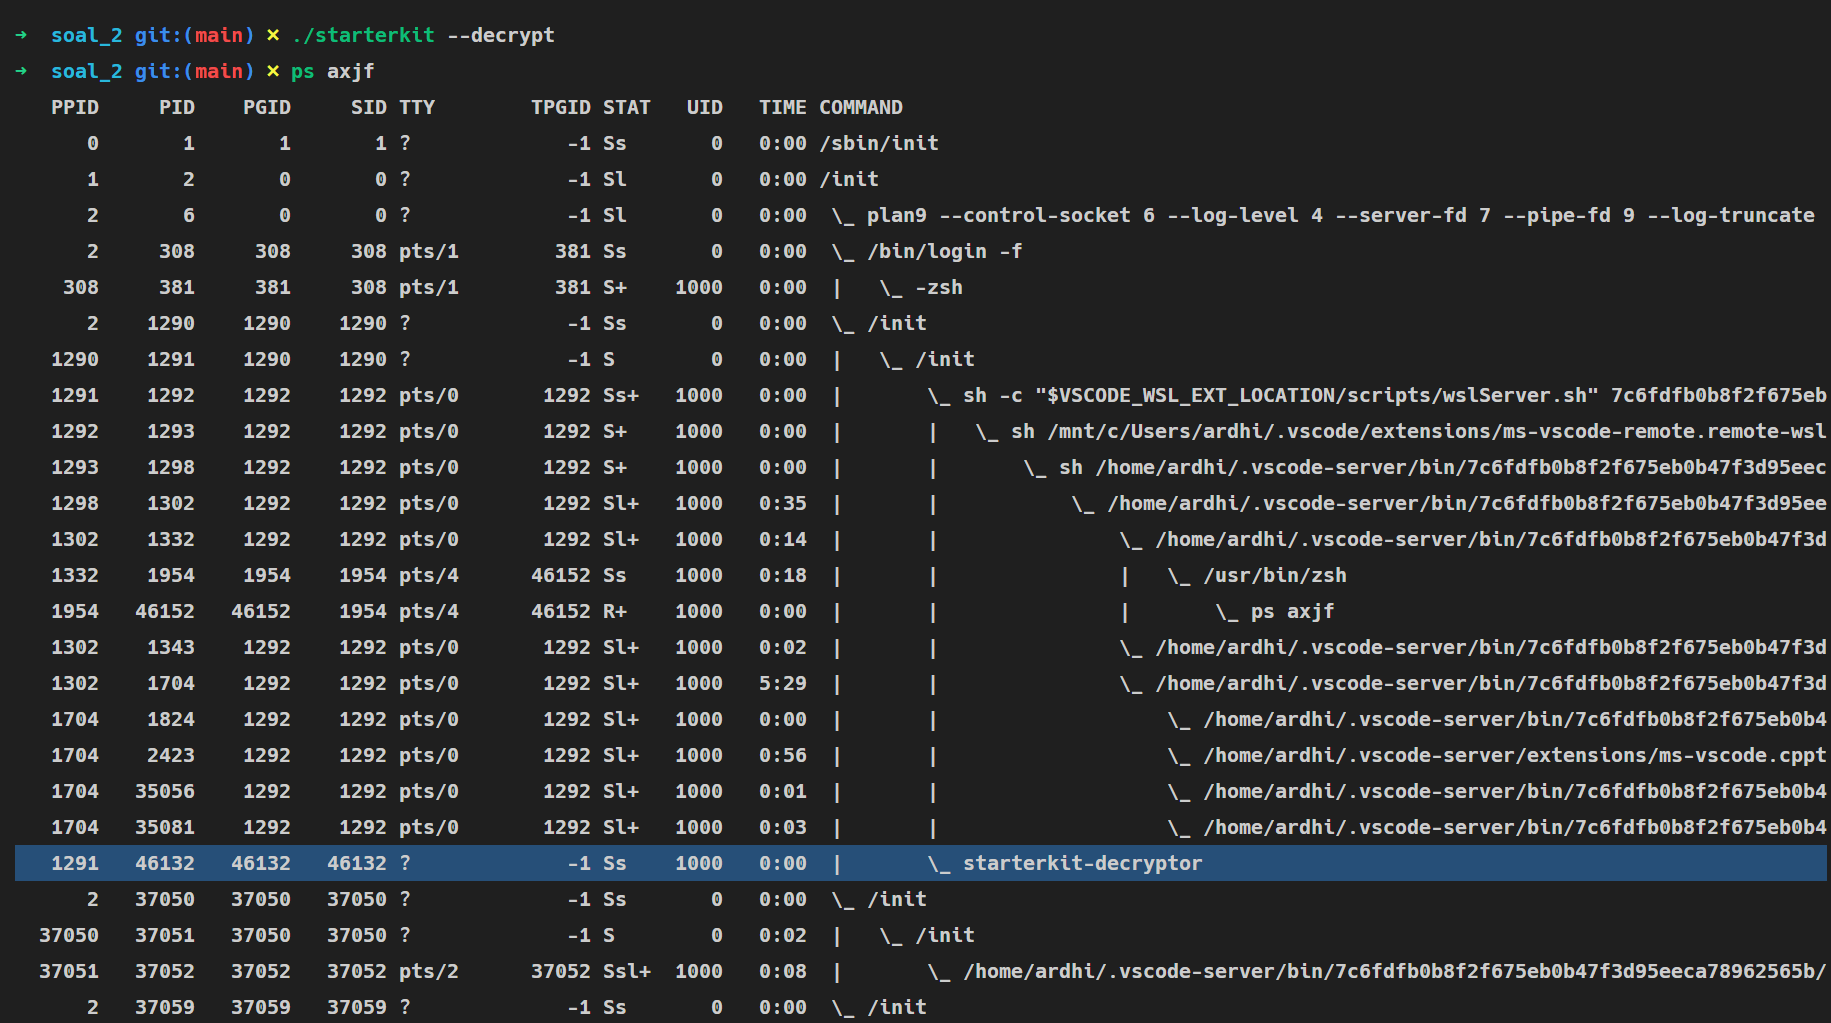 ➜  soal_2 git:(main) ✗ ./starterkit --decrypt
➜  soal_2 git:(main) ✗ ps axjf
   PPID     PID    PGID     SID TTY        TPGID STAT   UID   TIME COMMAND
      0       1       1       1 ?             -1 Ss       0   0:00 /sbin/init
      1       2       0       0 ?             -1 Sl       0   0:00 /init
      2       6       0       0 ?             -1 Sl       0   0:00  \_ plan9 --control-socket 6 --log-level 4 --server-fd 7 --pipe-fd 9 --log-truncate
      2     308     308     308 pts/1        381 Ss       0   0:00  \_ /bin/login -f
    308     381     381     308 pts/1        381 S+    1000   0:00  |   \_ -zsh
      2    1290    1290    1290 ?             -1 Ss       0   0:00  \_ /init
   1290    1291    1290    1290 ?             -1 S        0   0:00  |   \_ /init
   1291    1292    1292    1292 pts/0       1292 Ss+   1000   0:00  |       \_ sh -c "$VSCODE_WSL_EXT_LOCATION/scripts/wslServer.sh" 7c6fdfb0b8f2f675eb
   1292    1293    1292    1292 pts/0       1292 S+    1000   0:00  |       |   \_ sh /mnt/c/Users/ardhi/.vscode/extensions/ms-vscode-remote.remote-wsl
   1293    1298    1292    1292 pts/0       1292 S+    1000   0:00  |       |       \_ sh /home/ardhi/.vscode-server/bin/7c6fdfb0b8f2f675eb0b47f3d95eec
   1298    1302    1292    1292 pts/0       1292 Sl+   1000   0:35  |       |           \_ /home/ardhi/.vscode-server/bin/7c6fdfb0b8f2f675eb0b47f3d95ee
   1302    1332    1292    1292 pts/0       1292 Sl+   1000   0:14  |       |               \_ /home/ardhi/.vscode-server/bin/7c6fdfb0b8f2f675eb0b47f3d
   1332    1954    1954    1954 pts/4      46152 Ss    1000   0:18  |       |               |   \_ /usr/bin/zsh
   1954   46152   46152    1954 pts/4      46152 R+    1000   0:00  |       |               |       \_ ps axjf
   1302    1343    1292    1292 pts/0       1292 Sl+   1000   0:02  |       |               \_ /home/ardhi/.vscode-server/bin/7c6fdfb0b8f2f675eb0b47f3d
   1302    1704    1292    1292 pts/0       1292 Sl+   1000   5:29  |       |               \_ /home/ardhi/.vscode-server/bin/7c6fdfb0b8f2f675eb0b47f3d
   1704    1824    1292    1292 pts/0       1292 Sl+   1000   0:00  |       |                   \_ /home/ardhi/.vscode-server/bin/7c6fdfb0b8f2f675eb0b4
   1704    2423    1292    1292 pts/0       1292 Sl+   1000   0:56  |       |                   \_ /home/ardhi/.vscode-server/extensions/ms-vscode.cppt
   1704   35056    1292    1292 pts/0       1292 Sl+   1000   0:01  |       |                   \_ /home/ardhi/.vscode-server/bin/7c6fdfb0b8f2f675eb0b4
   1704   35081    1292    1292 pts/0       1292 Sl+   1000   0:03  |       |                   \_ /home/ardhi/.vscode-server/bin/7c6fdfb0b8f2f675eb0b4
   1291   46132   46132   46132 ?             -1 Ss    1000   0:00  |       \_ starterkit-decryptor
      2   37050   37050   37050 ?             -1 Ss       0   0:00  \_ /init
  37050   37051   37050   37050 ?             -1 S        0   0:02  |   \_ /init
  37051   37052   37052   37052 pts/2      37052 Ssl+  1000   0:08  |       \_ /home/ardhi/.vscode-server/bin/7c6fdfb0b8f2f675eb0b47f3d95eeca78962565b/
      2   37059   37059   37059 ?             -1 Ss       0   0:00  \_ /init